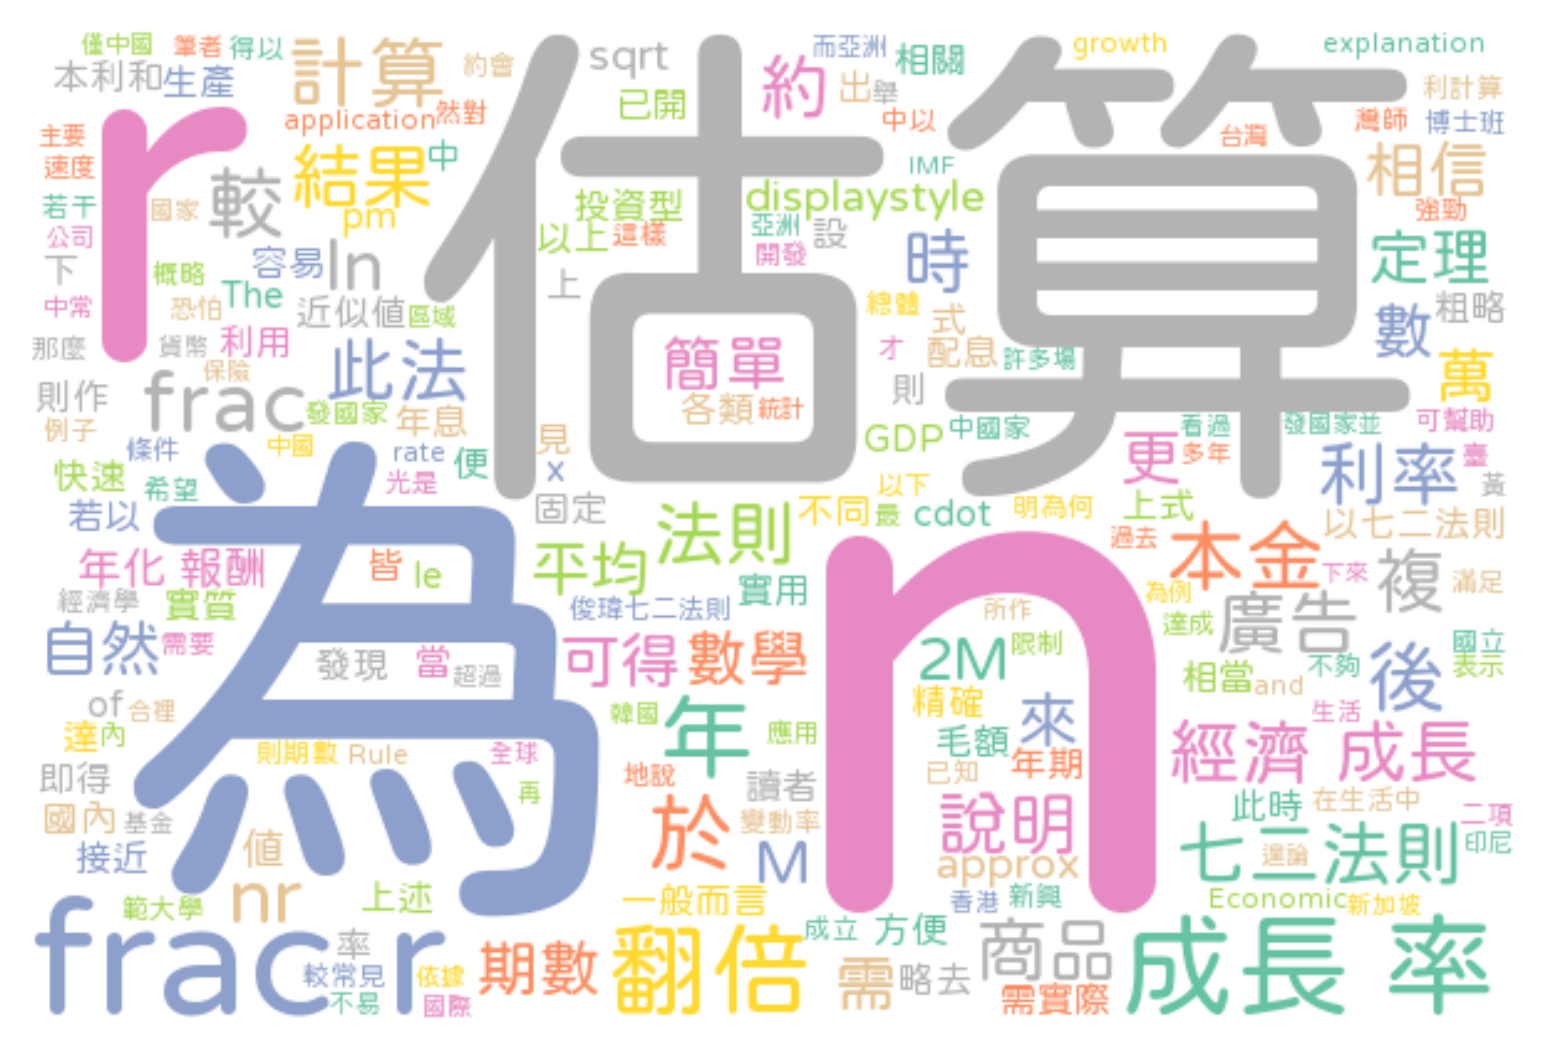 僅中國 筆者 得以 計算 約會 sqrt 約 而亞洲 相關 growth explanation
本利和 生產 已開 出 舉 利計算
主要 r application 然對 估算 中以 台灣 灣師 博士班
速度 較 結果 中 IMF 相信
若干 國家 pm 投資型 displaystyle 強勁
公司 以上 這樣 亞洲 設 時 定理
下 概略 容易 ln 上 開發
中常 恐怕 The 近似值 區域 總體 式 數 粗略
那麼 貨幣 利用 此法 簡單 才 配息 許多場 萬
則作 保險 frac 發國家 年息 各類 統計 則
例子 條件 中國 rate 便 見 GDP 中國家 更 看過 發國家並 可幫助
快速 希望 光是 x 以下 多年 利率 臺 黃
若以 為 固定 法則 不同 最 cdot 明為何 上式 以七二法則
年化 報酬 皆 le 平均 實用 n 過去 本金 下來 複 滿足
經濟學 實質 俊瑋七二法則 所作 為例 廣告
自然 需要 發現 當 超過 可得 數學 2M 限制 達成 後 國立
of 合裡 韓國 年 應用 精確 來 相當 and 不夠 表示
達 內 則期數 Rule 全球 毛額 生活
即得 再 地說 讀者 已知 年期 經濟 成長
國內 基金 於 變動率 說明 此時 在生活中 二項
接近 值 M approx 七二法則 遑論 印尼
範大學 nr 上述 一般而言 香港 新興 Economic 新加坡
frac 率 r 期數 翻倍 成立 方便 商品 成長 率
較常見 依據 需 略去
不易 國際 需實際